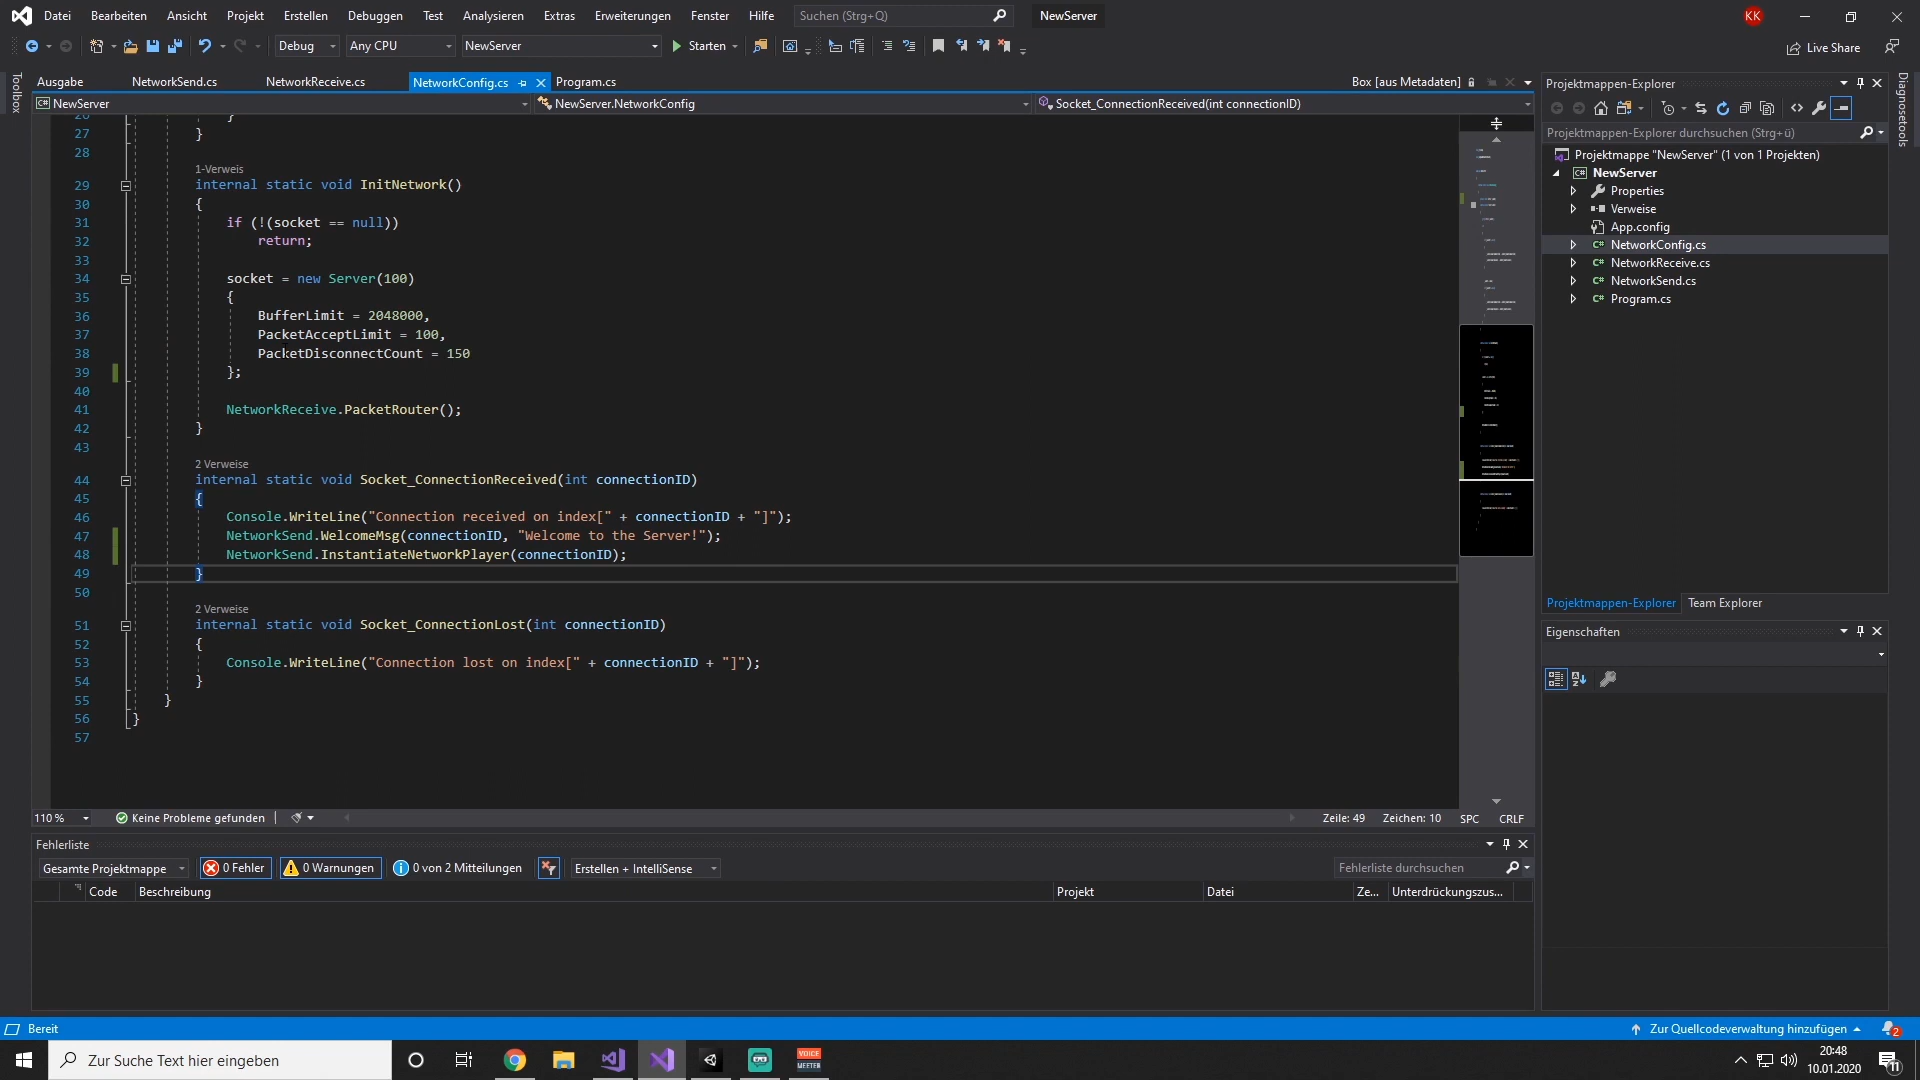 Datei Bearbeiten Ansicht Projekt Erstellen Debuggen Test Analysieren Extras Erweiterungen Fenster Hilfe Suchen (Strg+Q) NewServer KK
Debug Any CPU NewServer Starten Live Share
Toolbox
Ausgabe NetworkSend.cs NetworkReceive.cs NetworkConfig.cs Program.cs Box [aus Metadaten]
NewServer NewServer.NetworkConfig Socket_ConnectionReceived(int connectionID)
26 }
27 }
28
1-Verweis
29 internal static void InitNetwork()
30 {
31 if (!(socket == null))
32 return;
33
34 socket = new Server(100)
35 {
36 BufferLimit = 2048000,
37 PacketAcceptLimit = 100,
38 PacketDisconnectCount = 150
39 };
40
41 NetworkReceive.PacketRouter();
42 }
43
2 Verweise
44 internal static void Socket_ConnectionReceived(int connectionID)
45 {
46 Console.WriteLine("Connection received on index[" + connectionID + "]");
47 NetworkSend.WelcomeMsg(connectionID, "Welcome to the Server!");
48 NetworkSend.InstantiateNetworkPlayer(connectionID);
49 }
50
2 Verweise
51 internal static void Socket_ConnectionLost(int connectionID)
52 {
53 Console.WriteLine("Connection lost on index[" + connectionID + "]");
54 }
55 }
56 }
57
110 % Keine Probleme gefunden Zeile: 49 Zeichen: 10 SPC CRLF
Fehlerliste
Gesamte Projektmappe 0 Fehler 0 Warnungen 0 von 2 Mitteilungen Erstellen + IntelliSense Fehlerliste durchsuchen
Code Beschreibung Projekt Datei Ze... Unterdrückungszus...
Projektmappen-Explorer
Projektmappen-Explorer durchsuchen (Strg+ü)
Projektmappe "NewServer" (1 von 1 Projekten)
NewServer
Properties
Verweise
App.config
C# NetworkConfig.cs
C# NetworkReceive.cs
C# NetworkSend.cs
C# Program.cs
Projektmappen-Explorer Team Explorer
Eigenschaften
Diagnosetools
Bereit Zur Quellcodeverwaltung hinzufügen 2
Zur Suche Text hier eingeben VOICE MEETER 20:48
10.01.2020 11